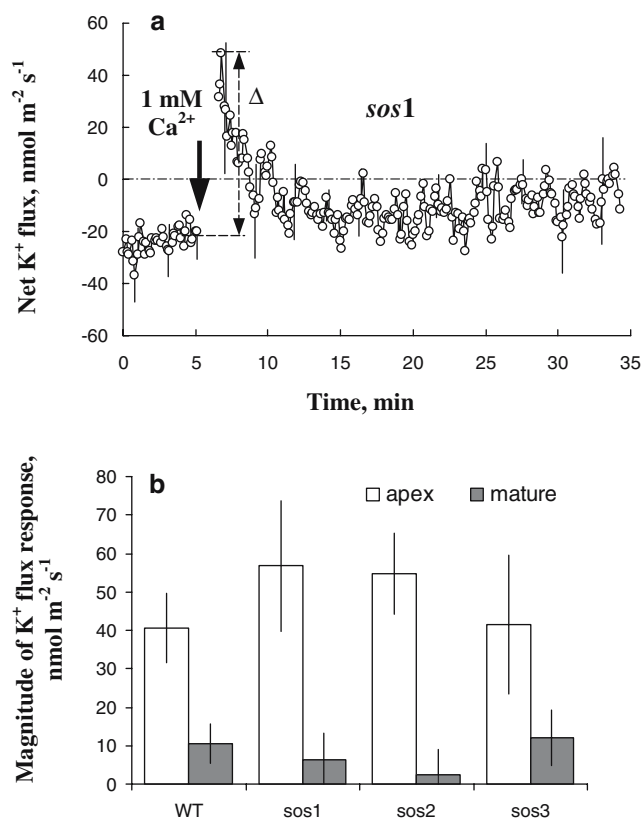 a
Net K⁺ flux, nmol m⁻² s⁻¹
60
40
20
0
-20
-40
-60
1 mM
Ca²⁺
Δ
sos1
0 5 10 15 20 25 30 35
Time, min
b
Magnitude of K⁺ flux response,
nmol m⁻² s⁻¹
80
70
60
50
40
30
20
10
0
apex mature
WT sos1 sos2 sos3